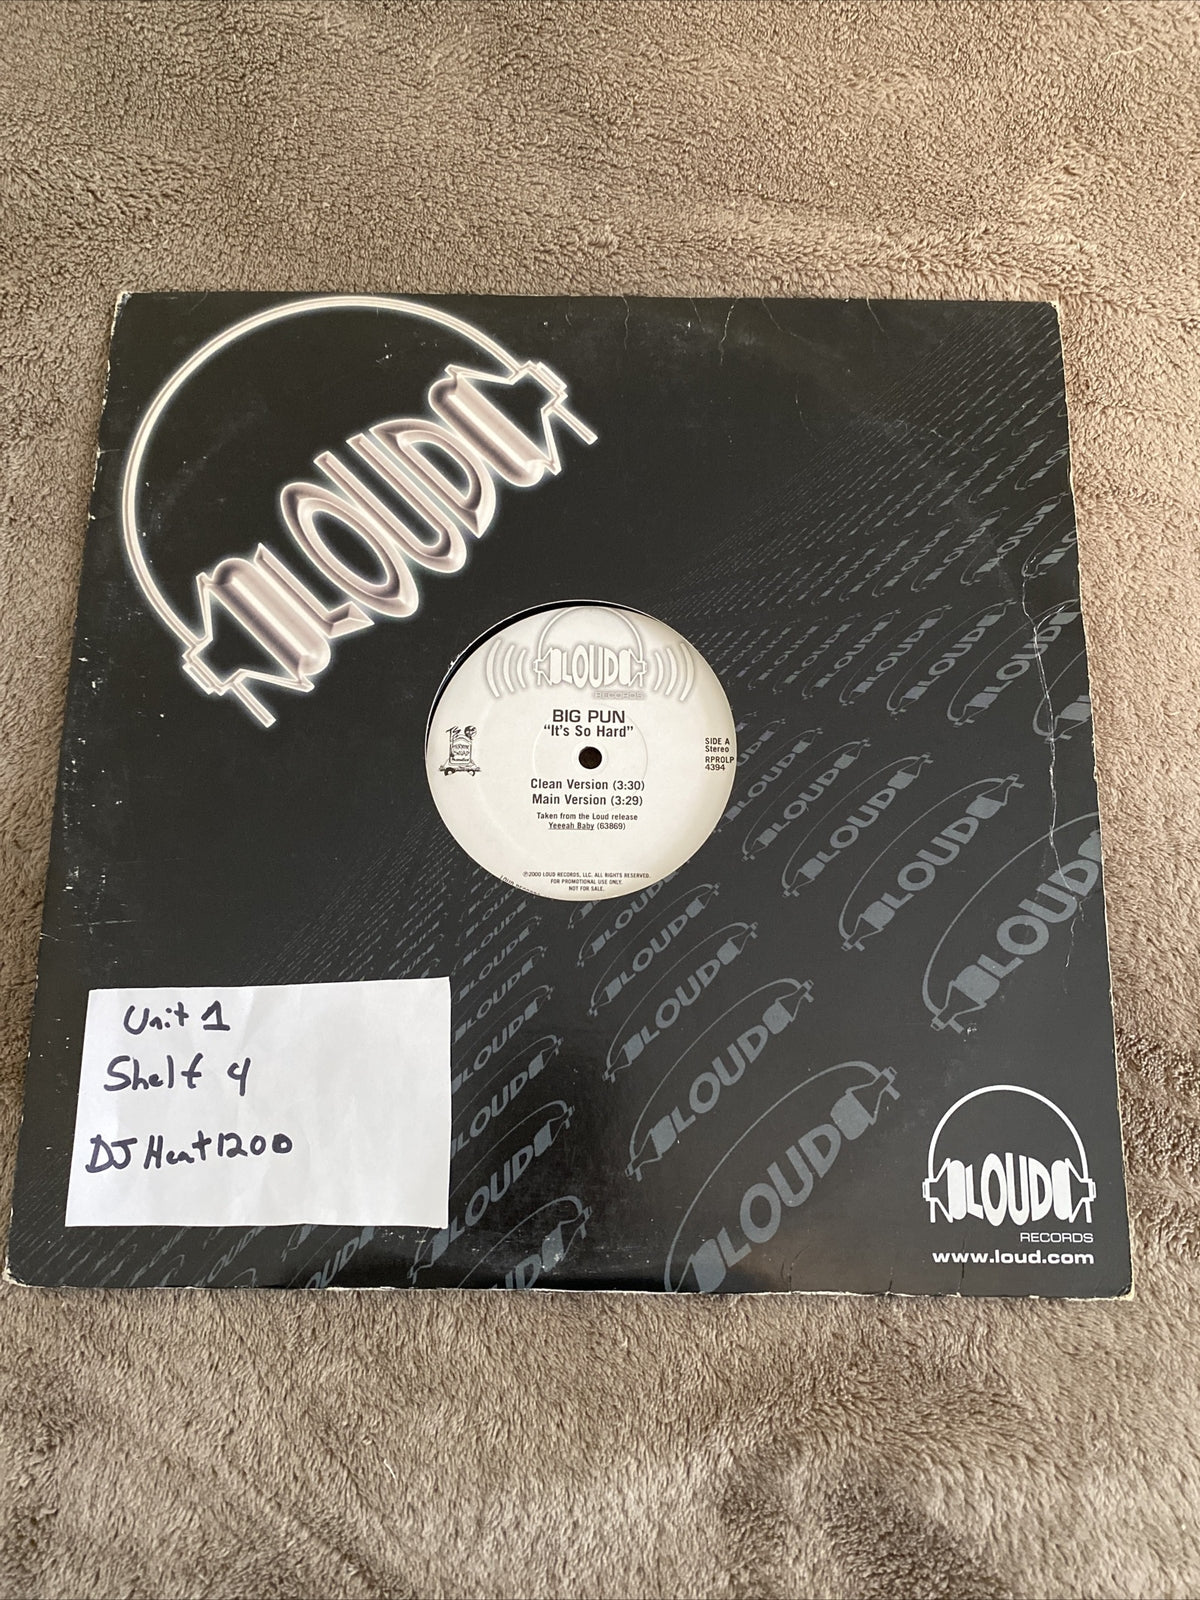 LOUD
LOUD
RECORDS
BIG PUN
"It's So Hard"
SIDE A
Stereo
RPROLP
4394
Clean Version (3:30)
Main Version (3:29)
Taken from the Loud release
Yeeeah Baby (63869)
℗2000 LOUD RECORDS, LLC. ALL RIGHTS RESERVED.
FOR PROMOTIONAL USE ONLY.
NOT FOR SALE.
Unit 1
Shelf 4
DJ Heat1200
LOUD
RECORDS
www.loud.com